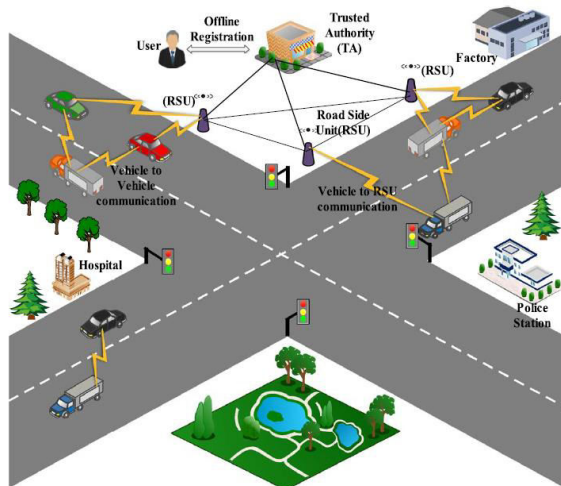 Offline
Registration
User
Trusted
Authority
(TA)
Factory
(RSU)
(RSU)
Road Side
Unit(RSU)
Vehicle to
Vehicle
communication
Vehicle to RSU
communication
Hospital
Police
Station